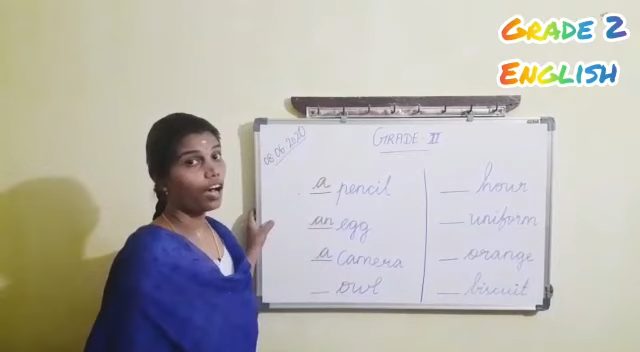 GRADE 2
ENGLISH
08.06.2020
GRADE II
a pencil
an egg
a camera
__ owl
__ hour
__ uniform
__ orange
__ biscuit